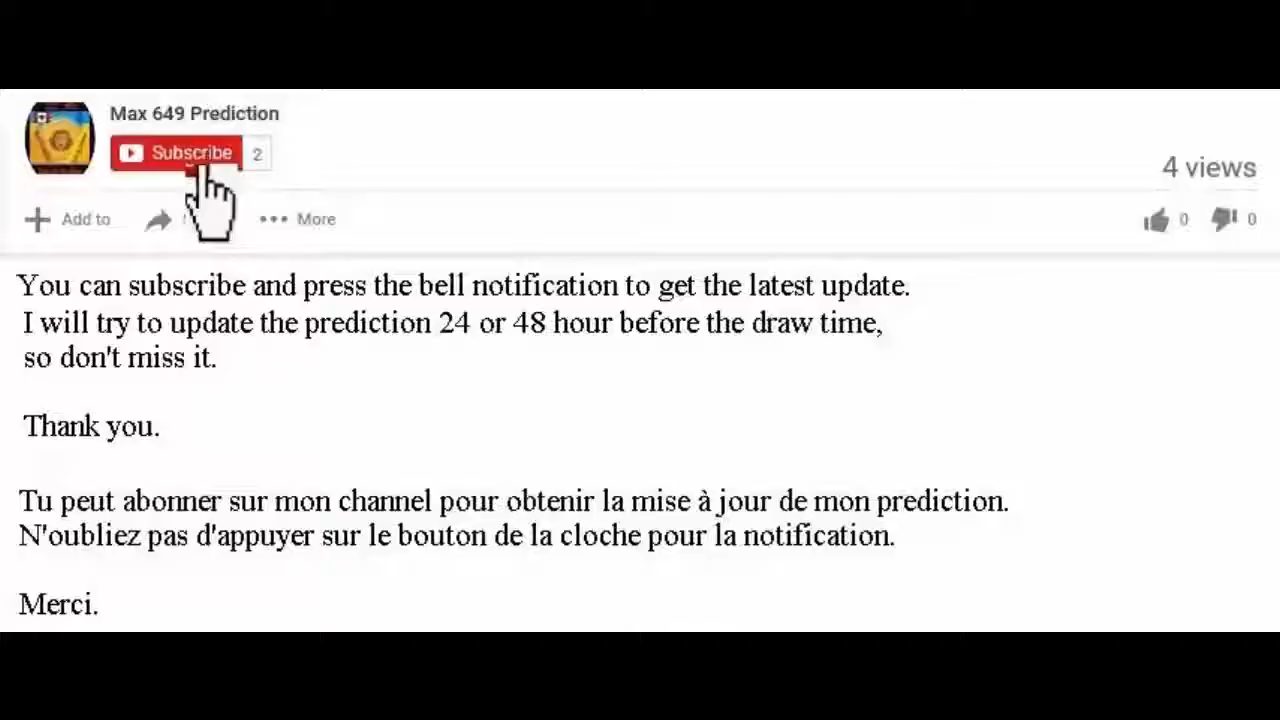 Max 649 Prediction
Subscribe 2
4 views
Add to
More
0 0
You can subscribe and press the bell notification to get the latest update.
I will try to update the prediction 24 or 48 hour before the draw time,
so don't miss it.
Thank you.
Tu peut abonner sur mon channel pour obtenir la mise à jour de mon prediction.
N'oubliez pas d'appuyer sur le bouton de la cloche pour la notification.
Merci.